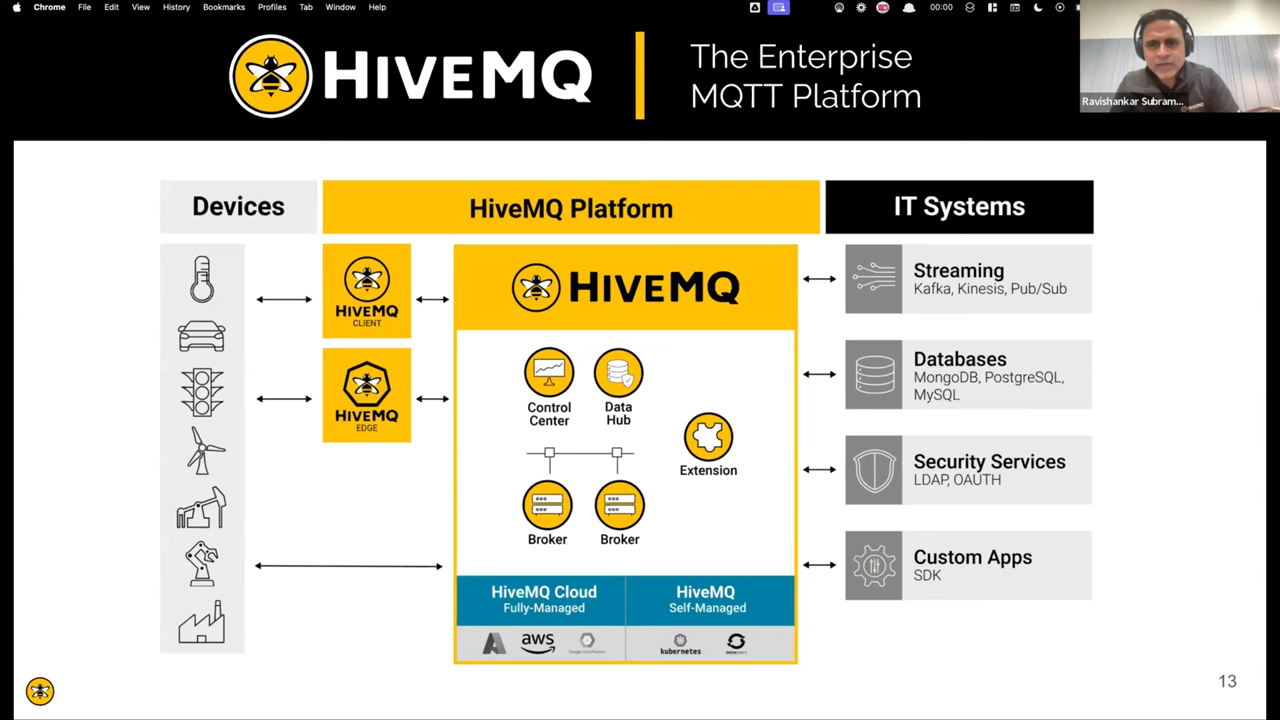 Chrome File Edit View History Bookmarks Profiles Tab Window Help
00:00
HIVEMQ
The Enterprise
MQTT Platform
Ravishankar Subram...
Devices
HiveMQ Platform
IT Systems
HIVEMQ
CLIENT
HIVEMQ
EDGE
HIVEMQ
Control
Center
Data
Hub
Extension
Broker
Broker
HiveMQ Cloud
Fully-Managed
HiveMQ
Self-Managed
aws
kubernetes
OPENSHIFT
Streaming
Kafka, Kinesis, Pub/Sub
Databases
MongoDB, PostgreSQL,
MySQL
Security Services
LDAP, OAUTH
Custom Apps
SDK
13